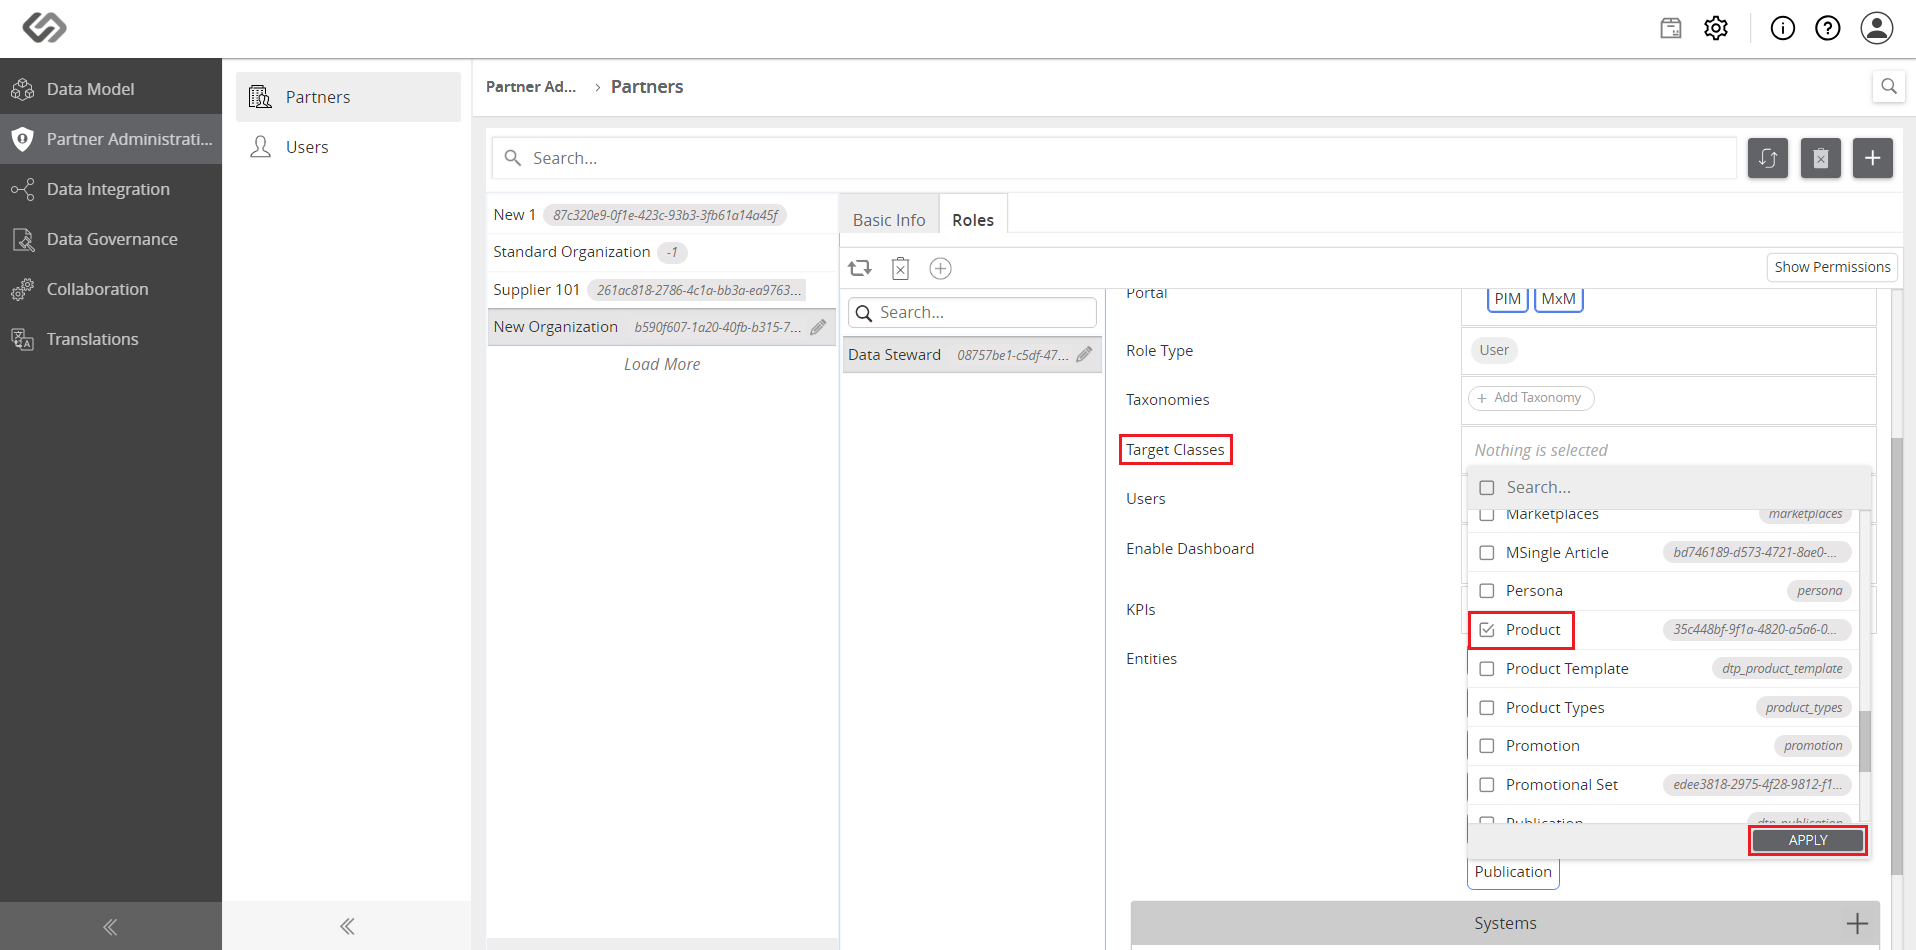 Data Model
Partner Administrati...
Data Integration
Data Governance
Collaboration
Translations
Partners
Users
Partner Ad... › Partners
Search...
New 1 87c320e9-0f1e-423c-93b3-3fb61a14a45f
Standard Organization -1
Supplier 101 261ac818-2786-4c1a-bb3a-ea9763...
New Organization b590f607-1a20-40fb-b315-7...
Load More
Basic Info Roles
Show Permissions
Search...
Data Steward 08757be1-c5df-47...
Portal PIM MxM
Role Type User
Taxonomies + Add Taxonomy
Target Classes Nothing is selected
Users
Enable Dashboard
KPIs
Entities
Search...
Marketplaces marketplaces
MSingle Article bd746189-d573-4721-8ae0-...
Persona persona
Product 35c448bf-9f1a-4820-a5a6-0...
Product Template dtp_product_template
Product Types product_types
Promotion promotion
Promotional Set edee3818-2975-4f28-9812-f1...
Publication dtp_publication
APPLY
Publication
Systems